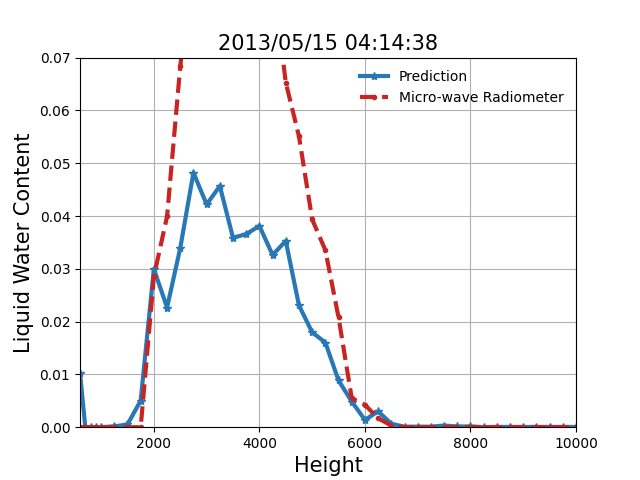 2013/05/15 04:14:38
0.07
0.06
0.05
0.04
0.03
0.02
0.01
0.00
Liquid Water Content
Prediction
Micro-wave Radiometer
2000 4000 6000 8000 10000
Height